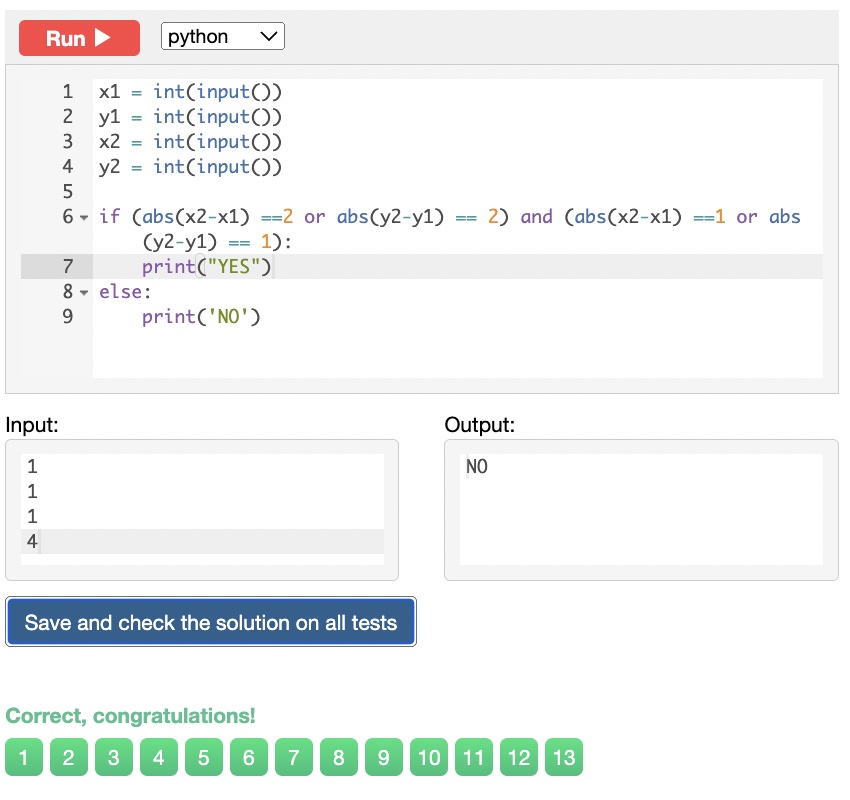 Run
python
1 x1 = int(input())
2 y1 = int(input())
3 x2 = int(input())
4 y2 = int(input())
5
6 if (abs(x2-x1) ==2 or abs(y2-y1) == 2) and (abs(x2-x1) ==1 or abs
(y2-y1) == 1):
7     print("YES")
8 else:
9     print('NO')
Input:
1
1
1
4
Output:
NO
Save and check the solution on all tests
Correct, congratulations!
1 2 3 4 5 6 7 8 9 10 11 12 13